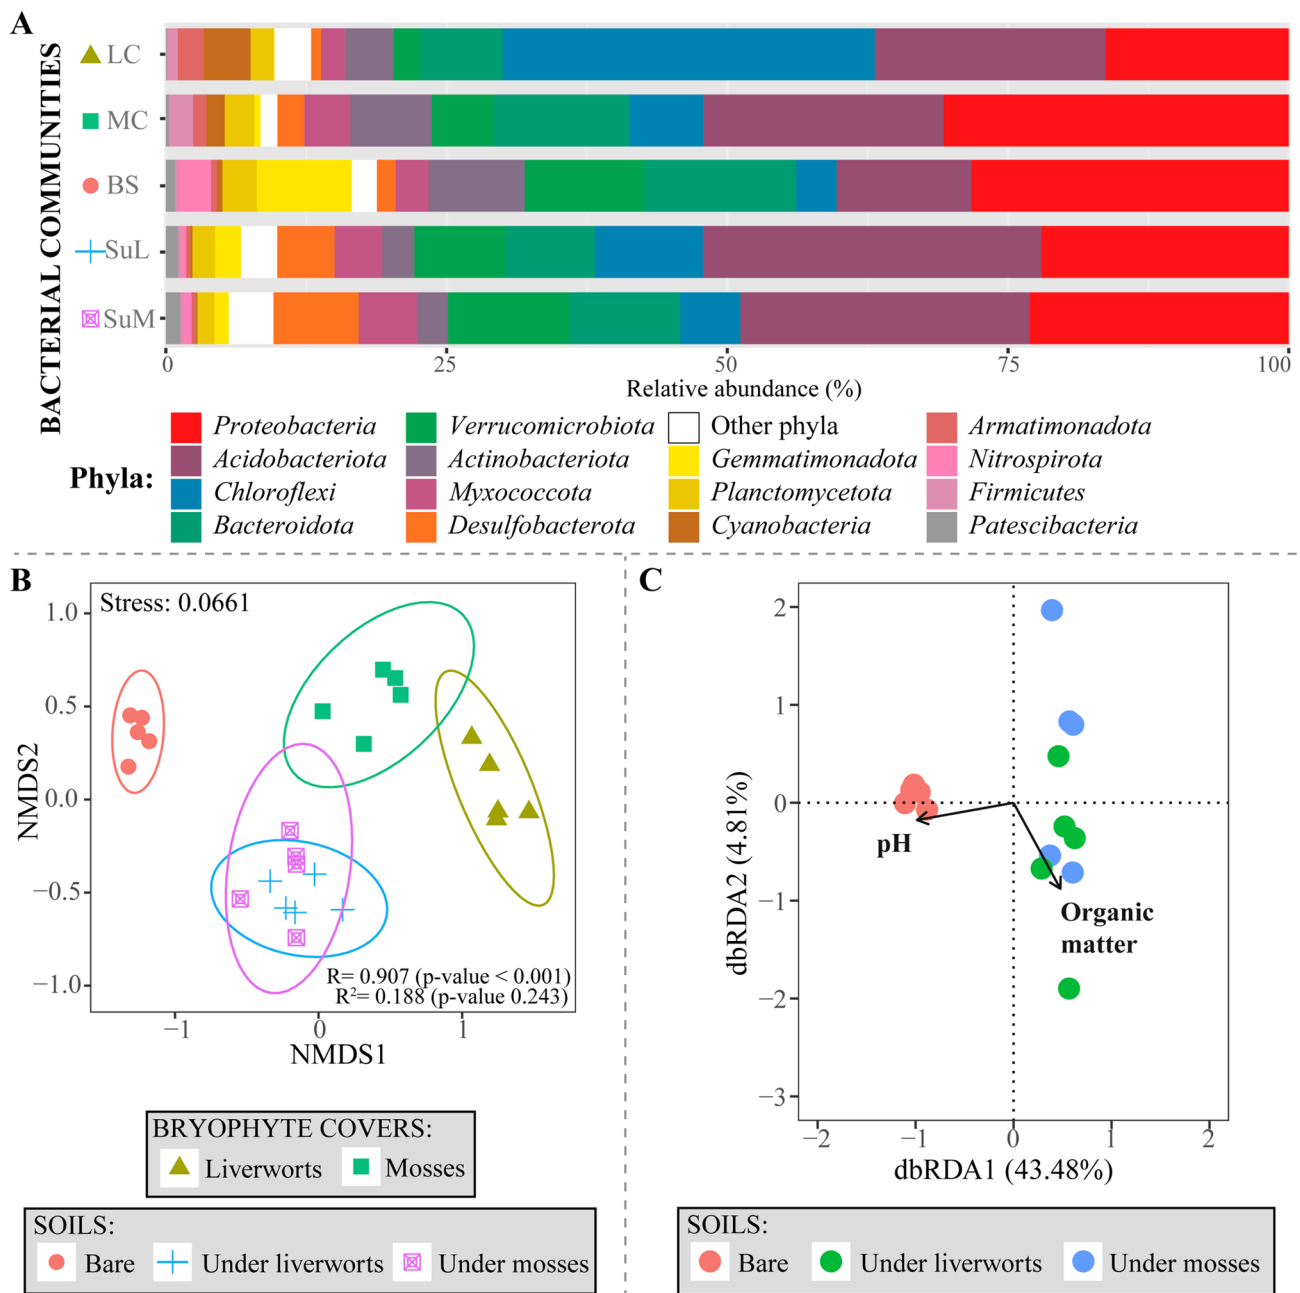 A
BACTERIAL COMMUNITIES
LC
MC
BS
SuL
SuM
0 25 50 75 100
Relative abundance (%)
Phyla:
Proteobacteria Verrucomicrobiota Other phyla Armatimonadota
Acidobacteriota Actinobacteriota Gemmatimonadota Nitrospirota
Chloroflexi Myxococcota Planctomycetota Firmicutes
Bacteroidota Desulfobacterota Cyanobacteria Patescibacteria
B
Stress: 0.0661
NMDS2
1.0
0.5
0.0
−0.5
−1.0
R= 0.907 (p-value < 0.001)
R²= 0.188 (p-value 0.243)
−1 0 1
NMDS1
BRYOPHYTE COVERS:
Liverworts Mosses
SOILS:
Bare Under liverworts Under mosses
C
dbRDA2 (4.81%)
2
1
0
−1
−2
−3
pH
Organic
matter
−2 −1 0 1 2
dbRDA1 (43.48%)
SOILS:
Bare Under liverworts Under mosses